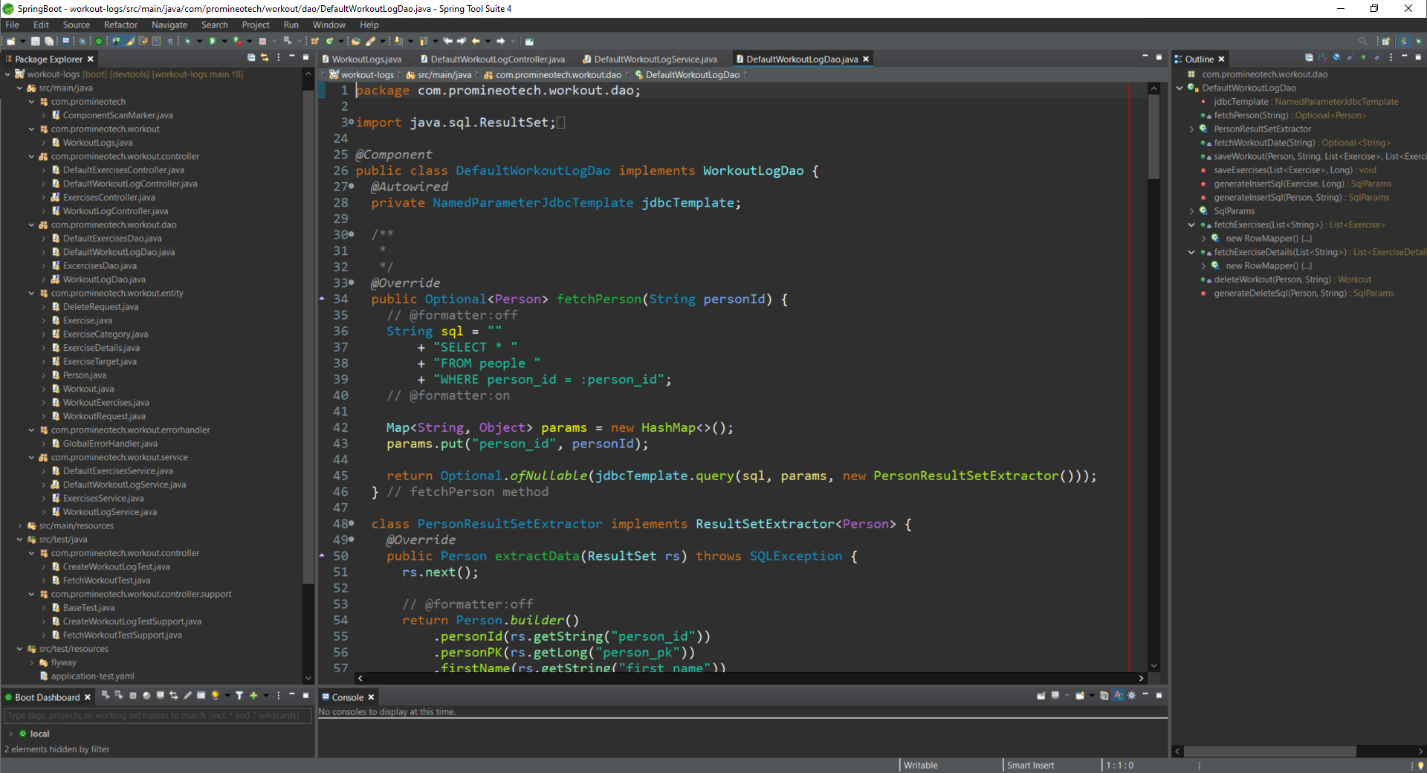 SpringBoot - workout-logs/src/main/java/com/promineotech/workout/dao/DefaultWorkoutLogDao.java - Spring Tool Suite 4
File Edit Source Refactor Navigate Search Project Run Window Help
Package Explorer
workout-logs [boot] [devtools] [workout-logs main ↑8]
src/main/java
com.promineotech
ComponentScanMarker.java
com.promineotech.workout
WorkoutLogs.java
com.promineotech.workout.controller
DefaultExercisesController.java
DefaultWorkoutLogController.java
ExercisesController.java
WorkoutLogController.java
com.promineotech.workout.dao
DefaultExercisesDao.java
DefaultWorkoutLogDao.java
ExcercisesDao.java
WorkoutLogDao.java
com.promineotech.workout.entity
DeleteRequest.java
Exercise.java
ExerciseCategory.java
ExerciseDetails.java
ExerciseTarget.java
Person.java
Workout.java
WorkoutExercises.java
WorkoutRequest.java
com.promineotech.workout.errorhandler
GlobalErrorHandler.java
com.promineotech.workout.service
DefaultExercisesService.java
DefaultWorkoutLogService.java
ExercisesService.java
WorkoutLogService.java
src/main/resources
src/test/java
com.promineotech.workout.controller
CreateWorkoutLogTest.java
FetchWorkoutTest.java
com.promineotech.workout.controller.support
BaseTest.java
CreateWorkoutLogTestSupport.java
FetchWorkoutTestSupport.java
src/test/resources
flyway
application-test.yaml
Boot Dashboard
Type tags, projects, or working set names to match (incl. * and ? wildcards)
local
2 elements hidden by filter
WorkoutLogs.java DefaultWorkoutLogController.java DefaultWorkoutLogService.java DefaultWorkoutLogDao.java
workout-logs src/main/java com.promineotech.workout.dao DefaultWorkoutLogDao
1 package com.promineotech.workout.dao;
2
3 import java.sql.ResultSet;
24
25 @Component
26 public class DefaultWorkoutLogDao implements WorkoutLogDao {
27 @Autowired
28 private NamedParameterJdbcTemplate jdbcTemplate;
29
30 /**
31 *
32 */
33 @Override
34 public Optional<Person> fetchPerson(String personId) {
35 // @formatter:off
36 String sql = ""
37 + "SELECT * "
38 + "FROM people "
39 + "WHERE person_id = :person_id";
40 // @formatter:on
41
42 Map<String, Object> params = new HashMap<>();
43 params.put("person_id", personId);
44
45 return Optional.ofNullable(jdbcTemplate.query(sql, params, new PersonResultSetExtractor()));
46 } // fetchPerson method
47
48 class PersonResultSetExtractor implements ResultSetExtractor<Person> {
49 @Override
50 public Person extractData(ResultSet rs) throws SQLException {
51 rs.next();
52
53 // @formatter:off
54 return Person.builder()
55 .personId(rs.getString("person_id"))
56 .personPK(rs.getLong("person_pk"))
57 .firstName(rs.getString("first_name"))
Console
No consoles to display at this time.
Outline
com.promineotech.workout.dao
DefaultWorkoutLogDao
jdbcTemplate : NamedParameterJdbcTemplate
fetchPerson(String) : Optional<Person>
PersonResultSetExtractor
fetchWorkoutDate(String) : Optional<String>
saveWorkout(Person, String, List<Exercise>, List<Exerci
saveExercises(List<Exercise>, Long) : void
generateInsertSql(Exercise, Long) : SqlParams
generateInsertSql(Person, String) : SqlParams
SqlParams
fetchExercises(List<String>) : List<Exercise>
new RowMapper() {...}
fetchExerciseDetails(List<String>) : List<ExerciseDetail
new RowMapper() {...}
deleteWorkout(Person, String) : Workout
generateDeleteSql(Person, String) : SqlParams
Writable Smart Insert 1 : 1 : 0